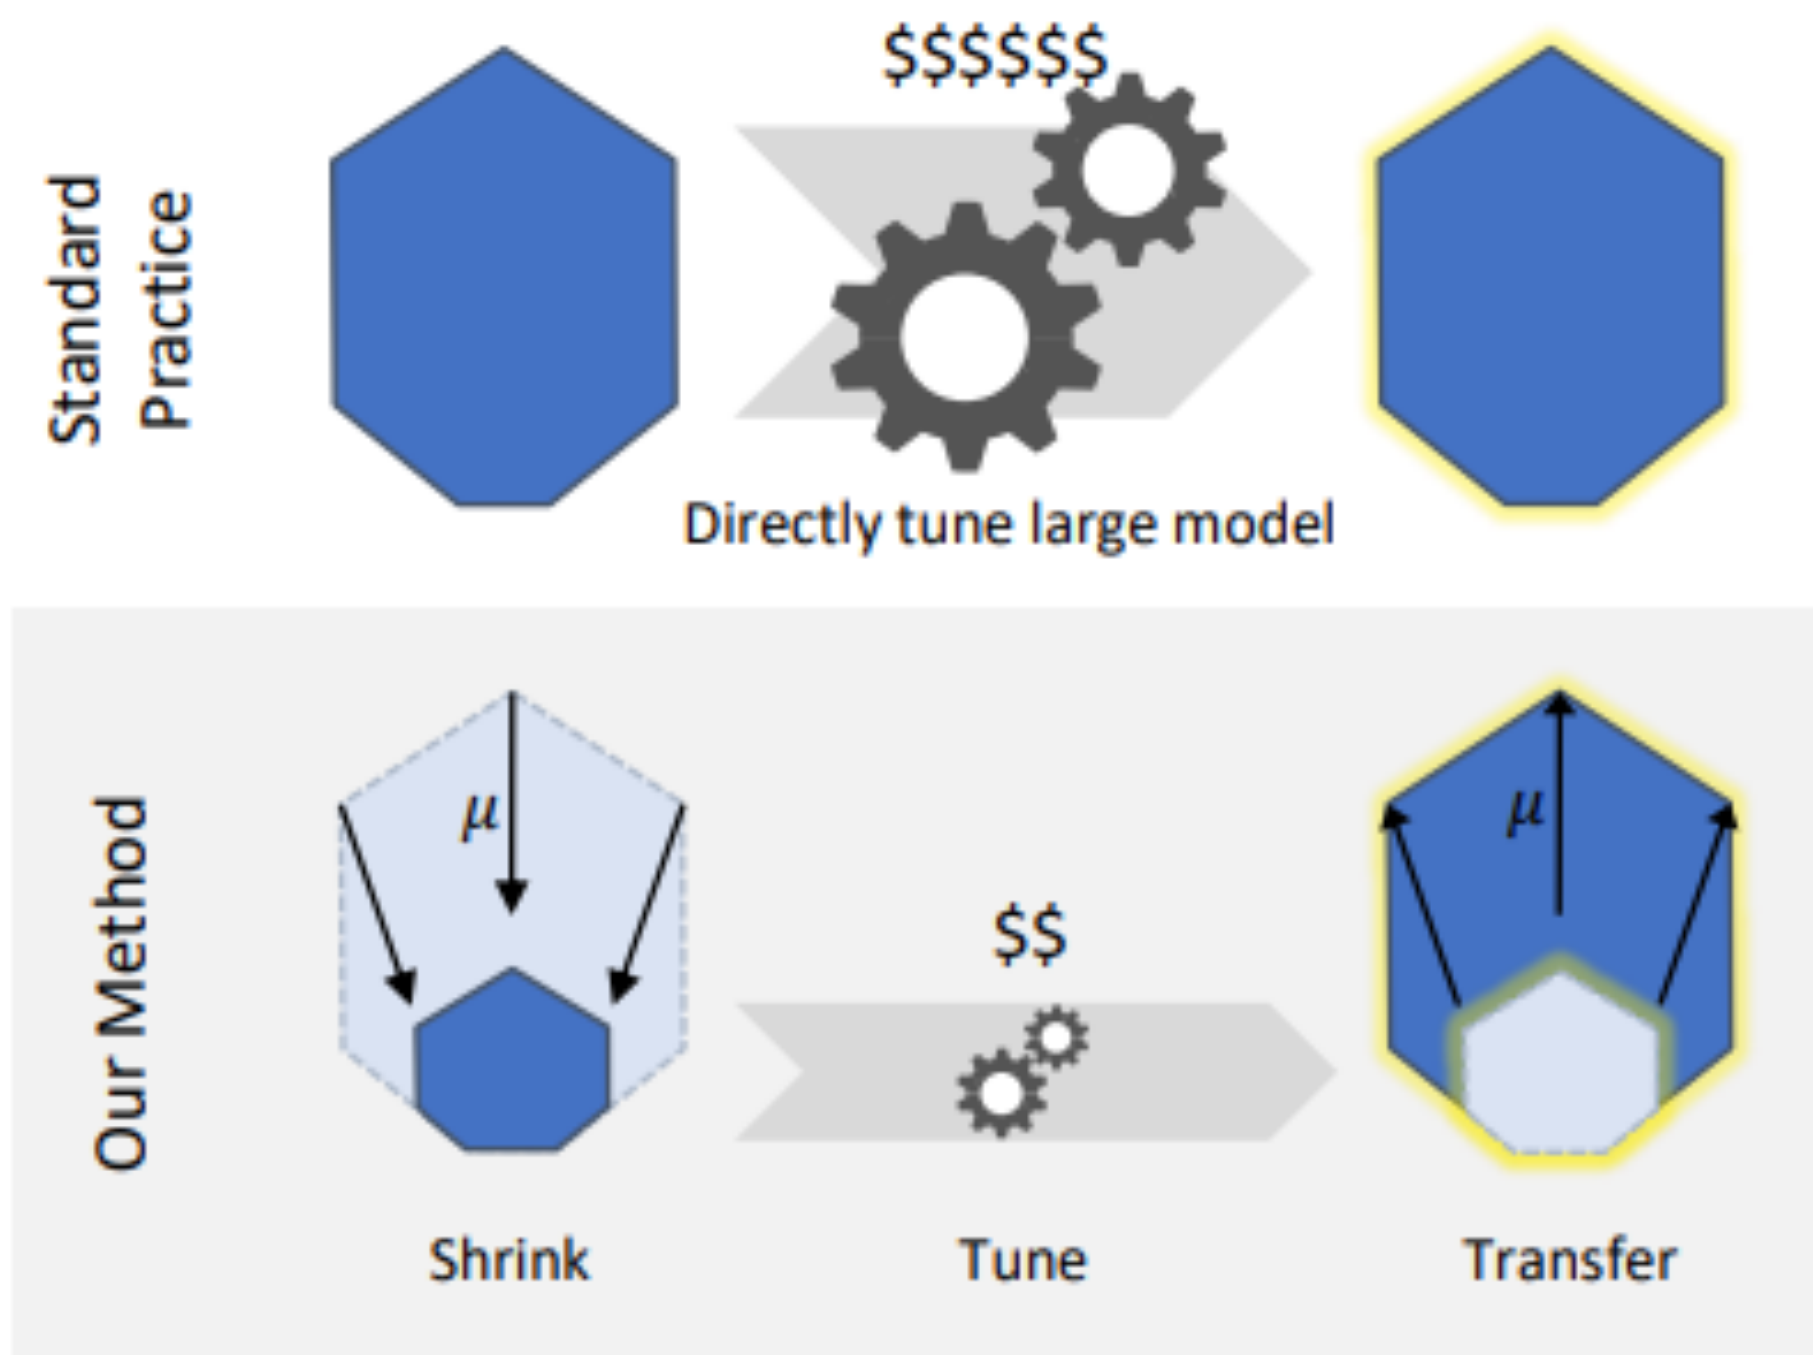 Standard
Practice
$$$$$$
Directly tune large model
Our Method
μ
$$
μ
Shrink
Tune
Transfer